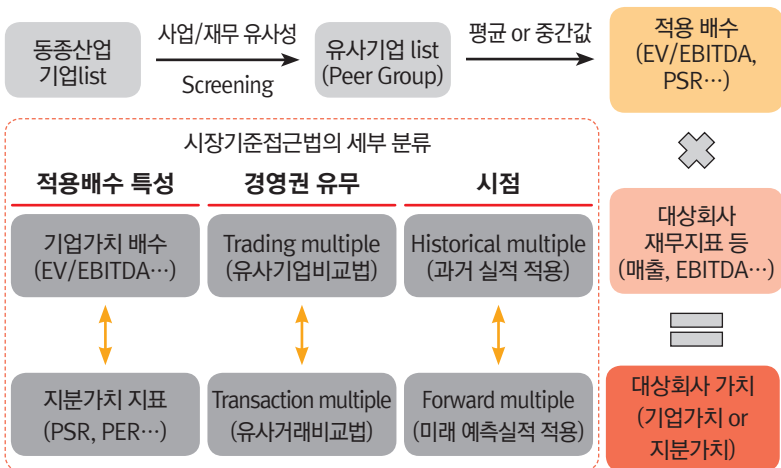 동종산업
기업list
사업/재무 유사성
Screening
유사기업 list
(Peer Group)
평균 or 중간값
적용 배수
(EV/EBITDA,
PSR…)
시장기준접근법의 세부 분류
적용배수 특성
경영권 유무
시점
기업가치 배수
(EV/EBITDA…)
Trading multiple
(유사기업비교법)
Historical multiple
(과거 실적 적용)
대상회사
재무지표 등
(매출, EBITDA…)
지분가치 지표
(PSR, PER…)
Transaction multiple
(유사거래비교법)
Forward multiple
(미래 예측실적 적용)
대상회사 가치
(기업가치 or
지분가치)